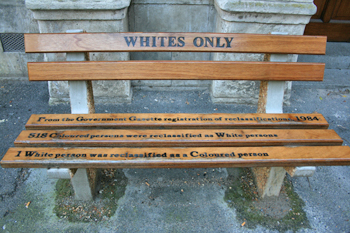 WHITES ONLY
From the Government Gazette registration of reclassification, 1984
518 Coloured persons were reclassified as White persons
1 White person was reclassified as a Coloured person